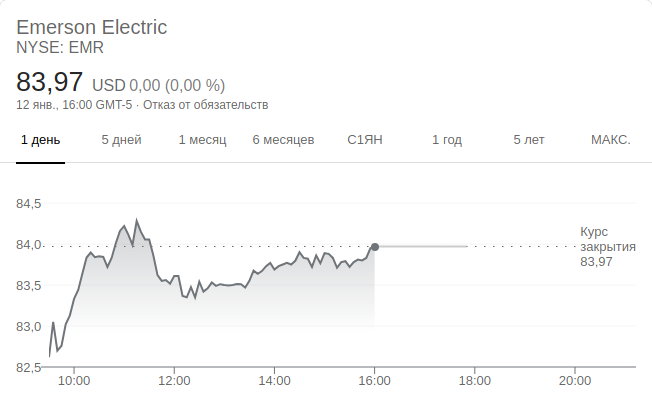 Emerson Electric
NYSE: EMR
83,97 USD 0,00 (0,00 %)
12 янв., 16:00 GMT-5 · Отказ от обязательств
1 день 5 дней 1 месяц 6 месяцев С1ЯН 1 год 5 лет МАКС.
84,5
84,0
83,5
83,0
82,5
Курс
закрытия
83,97
10:00 12:00 14:00 16:00 18:00 20:00